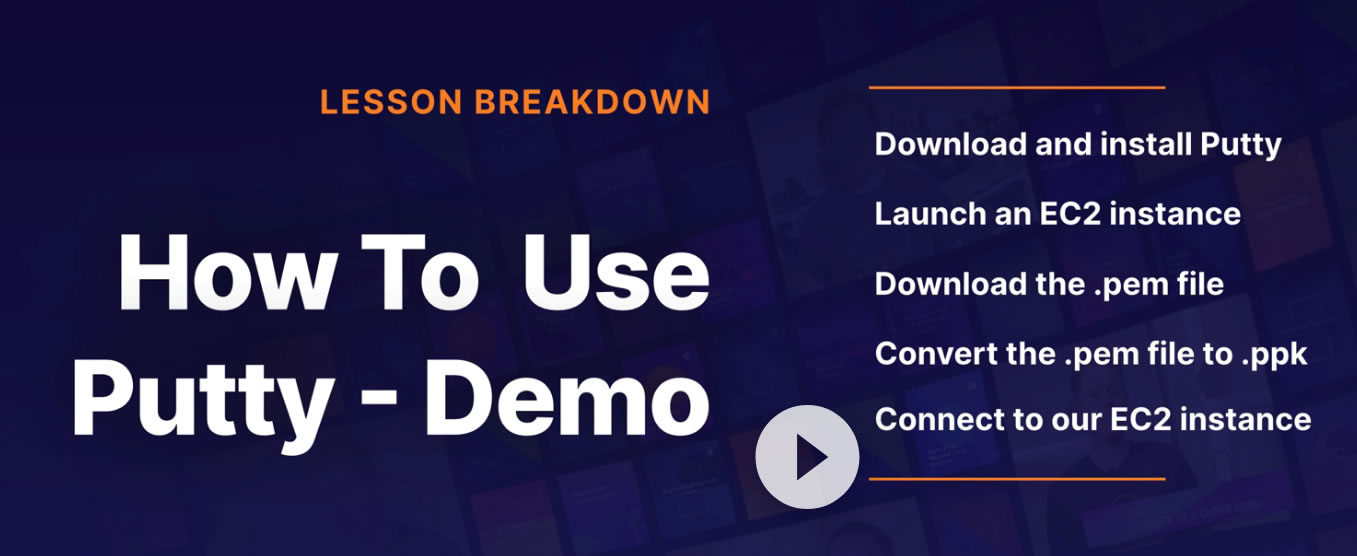 LESSON BREAKDOWN
How To Use
Putty - Demo
Download and install Putty
Launch an EC2 instance
Download the .pem file
Convert the .pem file to .ppk
Connect to our EC2 instance